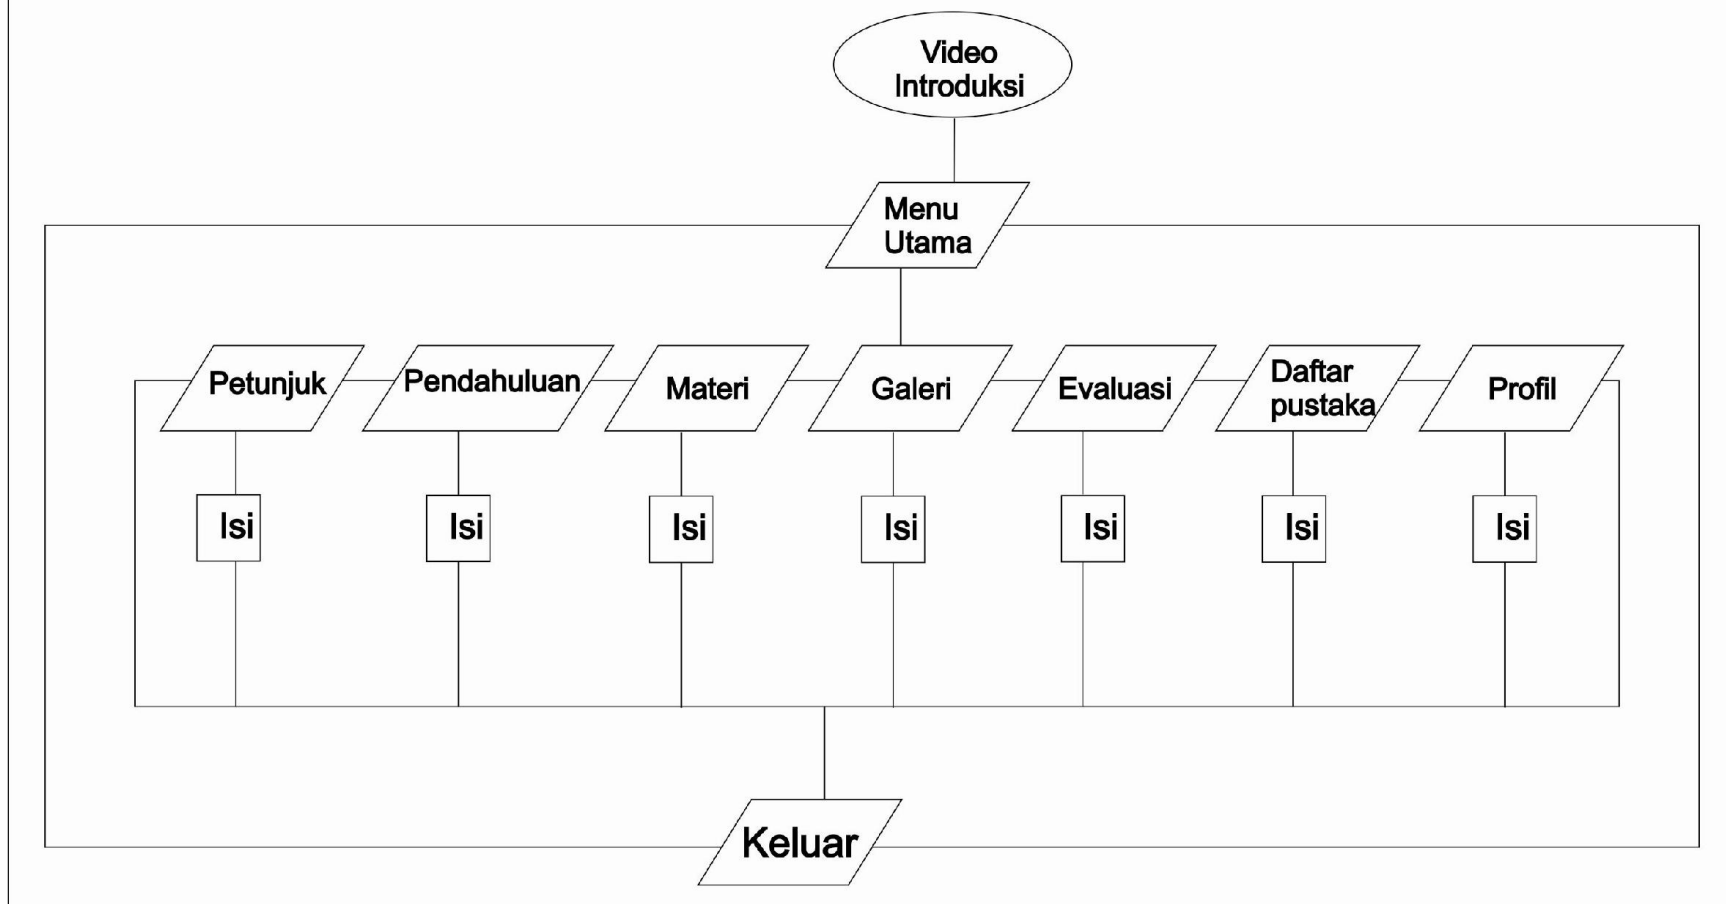 Video
Introduksi
Menu
Utama
Petunjuk
Pendahuluan
Materi
Galeri
Evaluasi
Daftar
pustaka
Profil
Isi
Isi
Isi
Isi
Isi
Isi
Isi
Keluar